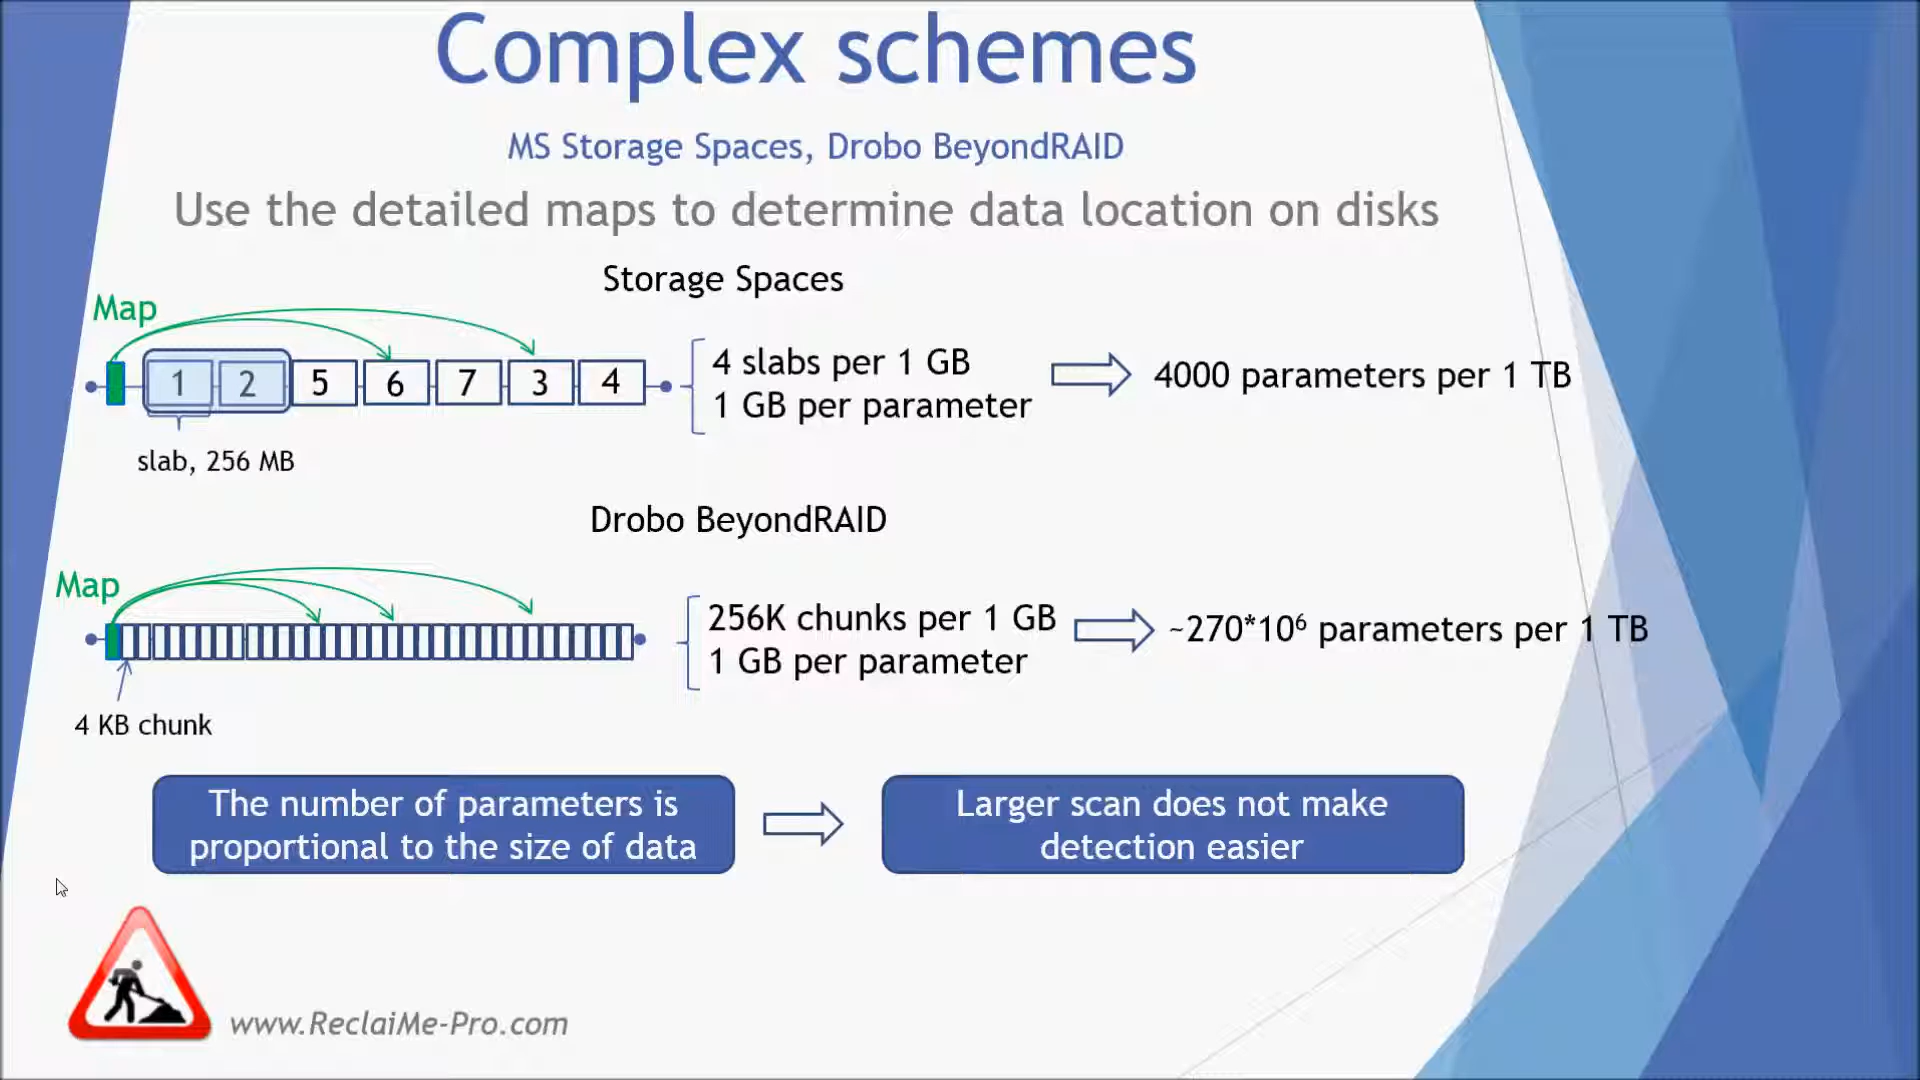 Complex schemes
MS Storage Spaces, Drobo BeyondRAID
Use the detailed maps to determine data location on disks
Storage Spaces
Map
1 2 5 6 7 3 4
slab, 256 MB
4 slabs per 1 GB
1 GB per parameter
4000 parameters per 1 TB
Drobo BeyondRAID
Map
4 KB chunk
256K chunks per 1 GB
1 GB per parameter
~270*10⁶ parameters per 1 TB
The number of parameters is
proportional to the size of data
Larger scan does not make
detection easier
www.ReclaiMe-Pro.com